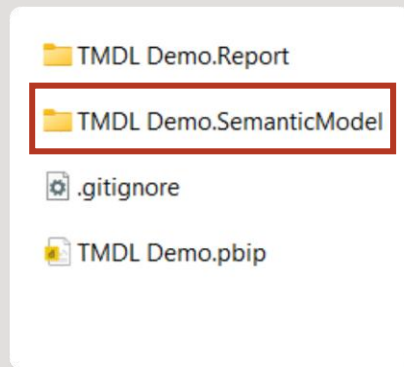 TMDL Demo.Report
TMDL Demo.SemanticModel
.gitignore
TMDL Demo.pbip